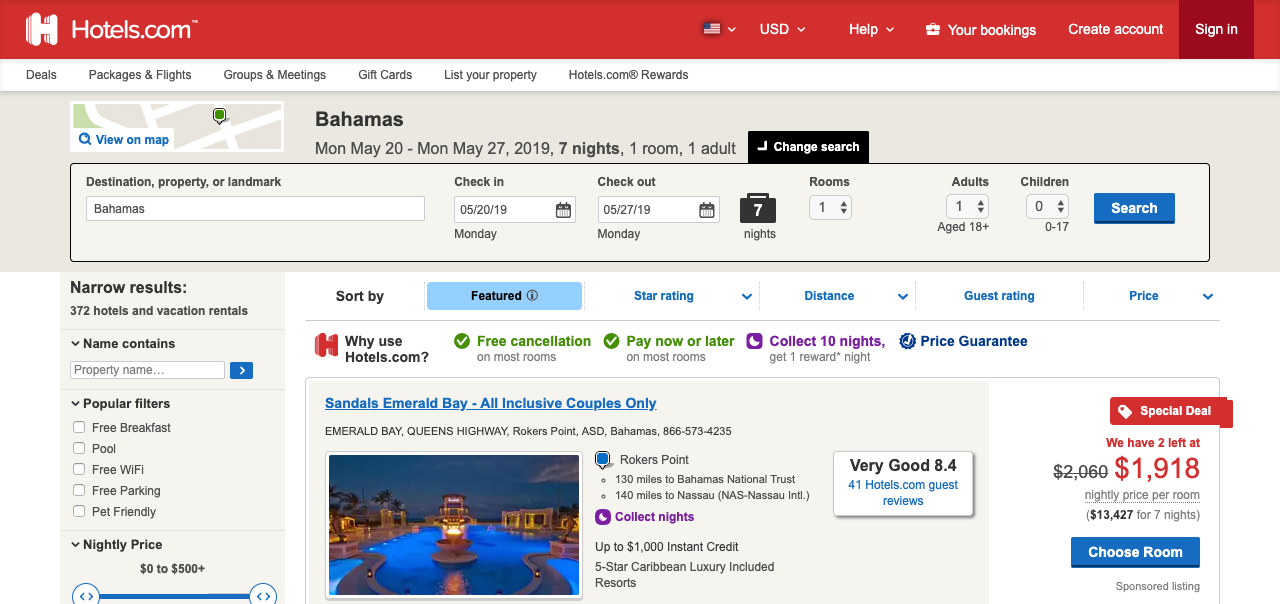 Hotels.com™
USD
Help
Your bookings
Create account
Sign in
Deals
Packages & Flights
Groups & Meetings
Gift Cards
List your property
Hotels.com® Rewards
View on map
Bahamas
Mon May 20 - Mon May 27, 2019, 7 nights, 1 room, 1 adult
Change search
Destination, property, or landmark
Bahamas
Check in
05/20/19
Monday
Check out
05/27/19
Monday
7
nights
Rooms
1
Adults
1
Aged 18+
Children
0
0-17
Search
Narrow results:
372 hotels and vacation rentals
Name contains
Property name…
Popular filters
Free Breakfast
Pool
Free WiFi
Free Parking
Pet Friendly
Nightly Price
$0 to $500+
Sort by
Featured
Star rating
Distance
Guest rating
Price
Why use
Hotels.com?
Free cancellation
on most rooms
Pay now or later
on most rooms
Collect 10 nights,
get 1 reward* night
Price Guarantee
Sandals Emerald Bay - All Inclusive Couples Only
EMERALD BAY, QUEENS HIGHWAY, Rokers Point, ASD, Bahamas, 866-573-4235
Rokers Point
130 miles to Bahamas National Trust
140 miles to Nassau (NAS-Nassau Intl.)
Collect nights
Up to $1,000 Instant Credit
5-Star Caribbean Luxury Included
Resorts
Very Good 8.4
41 Hotels.com guest
reviews
Special Deal
We have 2 left at
$2,060 $1,918
nightly price per room
($13,427 for 7 nights)
Choose Room
Sponsored listing